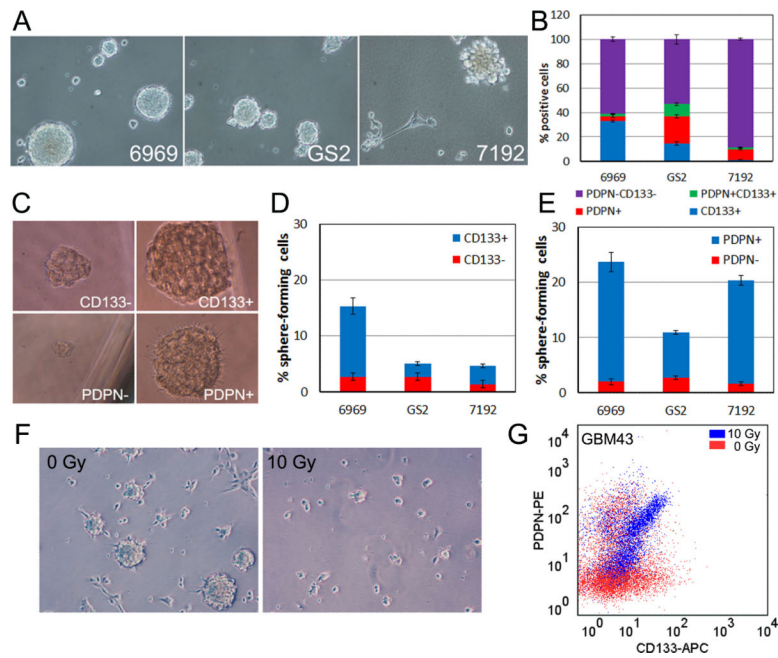 A
6969
GS2
7192
B
% positive cells
120
100
80
60
40
20
0
6969 GS2 7192
PDPN-CD133- PDPN+CD133+
PDPN+ CD133+
C
CD133-
CD133+
PDPN-
PDPN+
D
% sphere-forming cells
30
20
10
0
CD133+
CD133-
6969 GS2 7192
E
% sphere-forming cells
30
20
10
0
PDPN+
PDPN-
6969 GS2 7192
F
0 Gy
10 Gy
G
GBM43
10 Gy
0 Gy
PDPN-PE
10⁴
10³
10²
10¹
10⁰
10⁰ 10¹ 10² 10³ 10⁴
CD133-APC